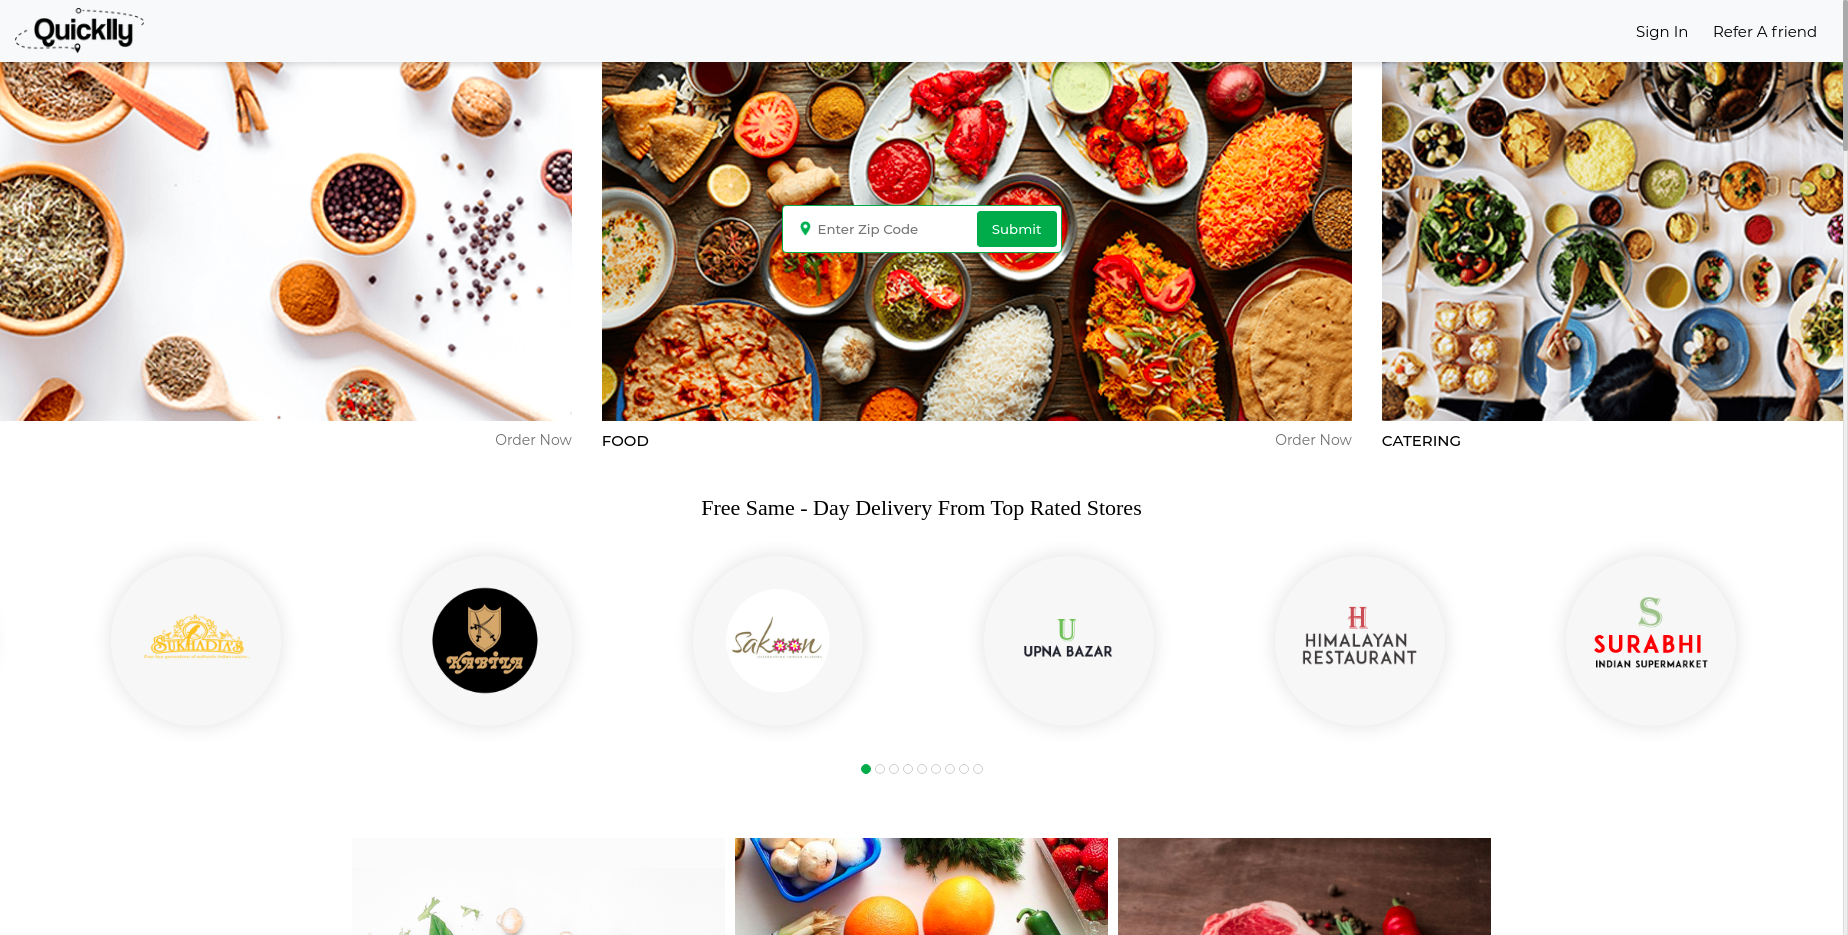 Quicklly
Sign In
Refer A friend
Enter Zip Code
Submit
Order Now
FOOD
Order Now
CATERING
Free Same - Day Delivery From Top Rated Stores
SUKHADIA'S
KABILA
sakoon
U
UPNA BAZAR
H
HIMALAYAN
RESTAURANT
S
SURABHI
INDIAN SUPERMARKET